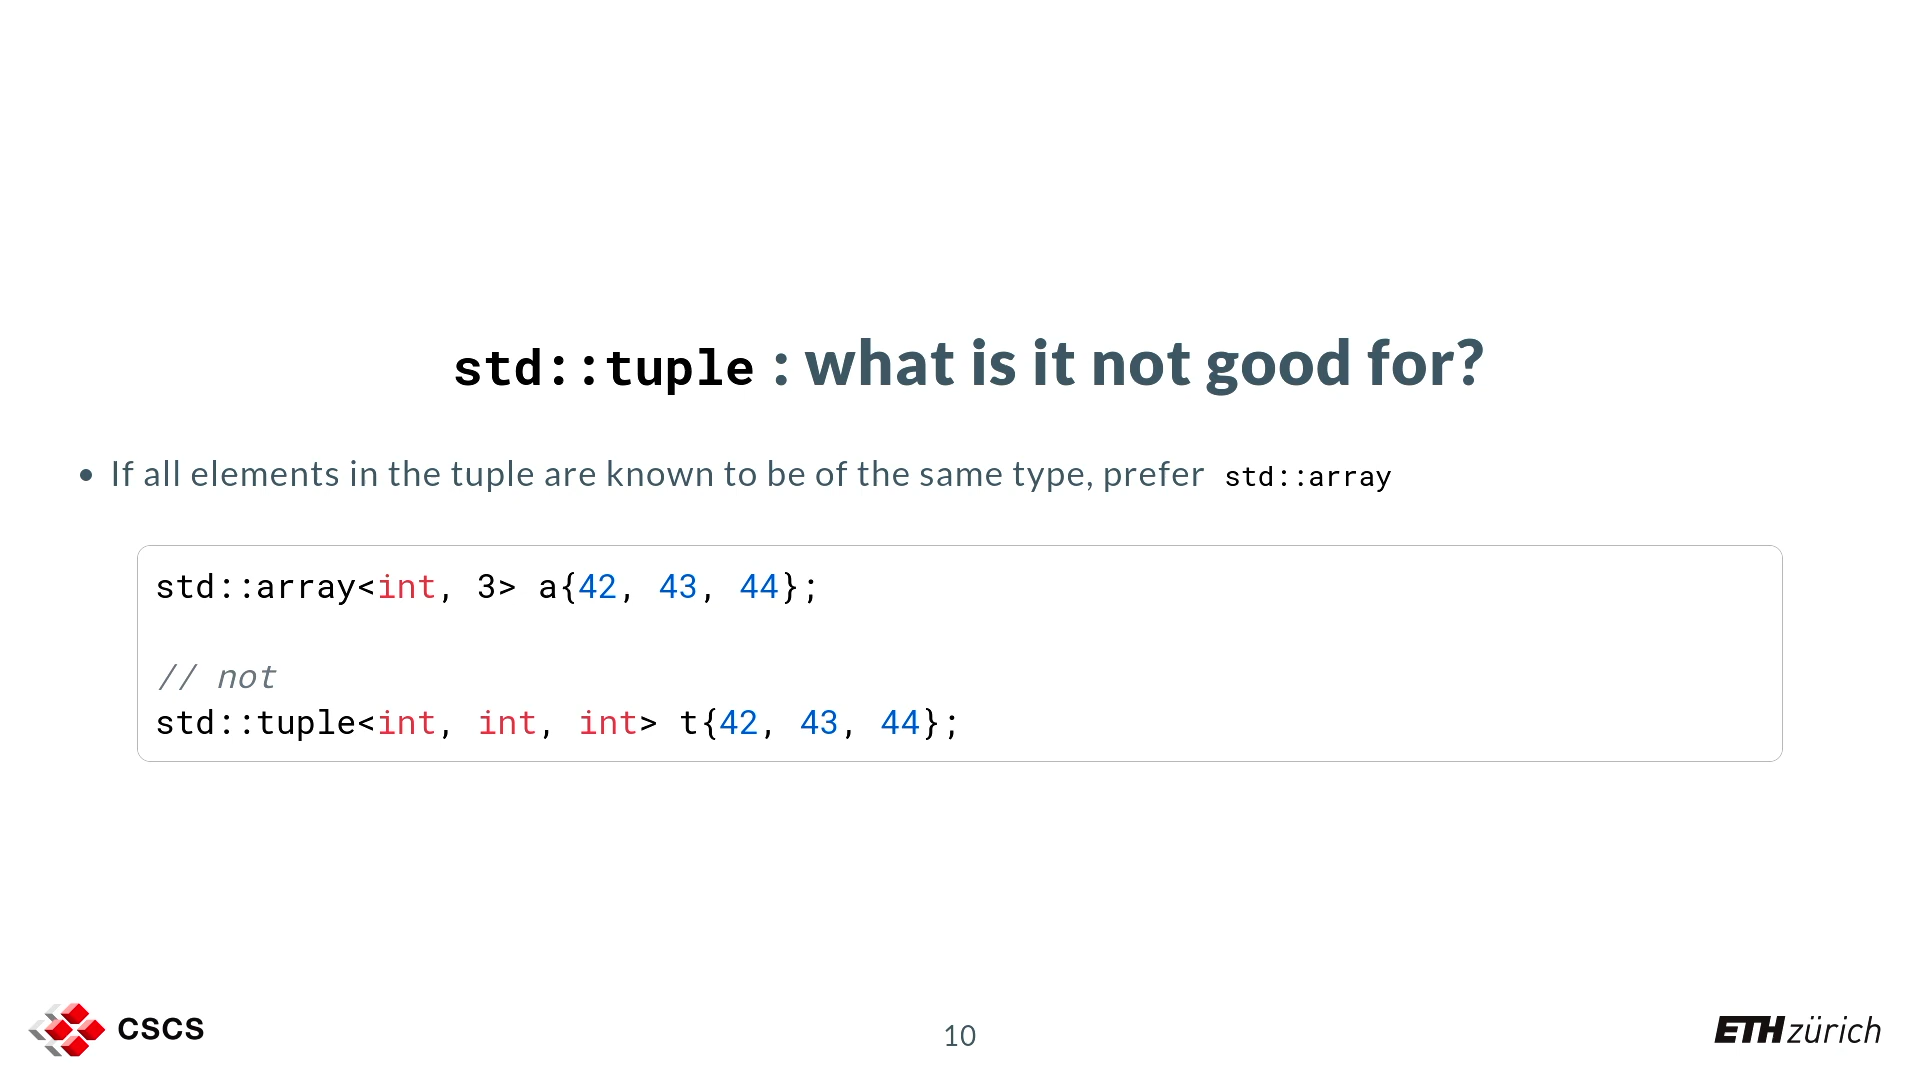 std::tuple : what is it not good for?
• If all elements in the tuple are known to be of the same type, prefer std::array
std::array<int, 3> a{42, 43, 44};
// not
std::tuple<int, int, int> t{42, 43, 44};
CSCS
10
ETH zürich